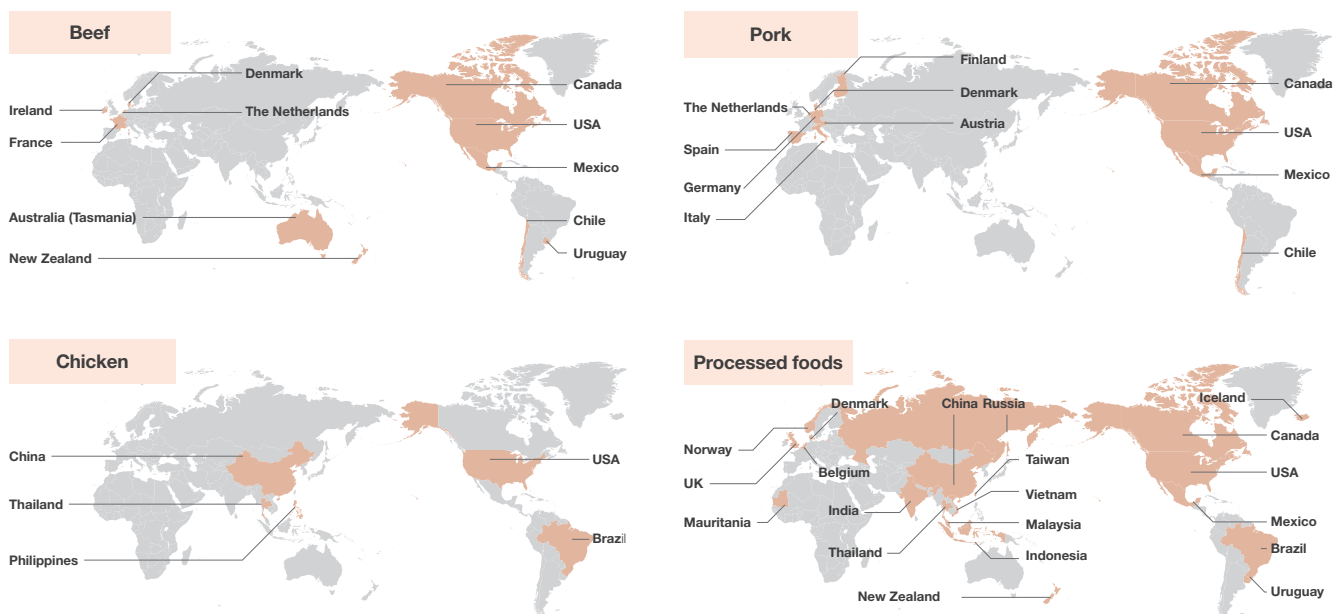 Beef
Denmark
Canada
Ireland
The Netherlands
USA
France
Mexico
Australia (Tasmania)
Chile
Uruguay
New Zealand
Pork
Finland
Canada
Denmark
The Netherlands
Austria
USA
Spain
Mexico
Germany
Italy
Chile
Chicken
China
USA
Thailand
Brazil
Philippines
Processed foods
Iceland
Denmark
China Russia
Canada
Norway
Taiwan
Belgium
USA
UK
Vietnam
India
Mauritania
Malaysia
Mexico
Thailand
Indonesia
Brazil
Uruguay
New Zealand